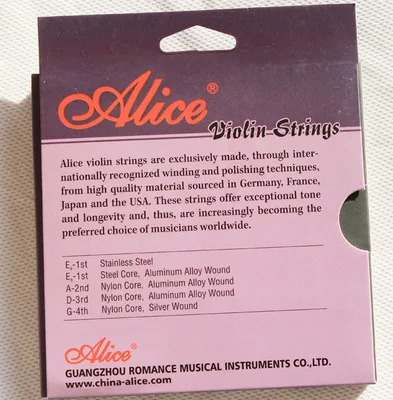 Alice®
Violin Strings
Alice violin strings are exclusively made, through inter-
nationally recognized winding and polishing techniques,
from high quality material sourced in Germany, France,
Japan and the USA. These strings offer exceptional tone
and longevity and, thus, are increasingly becoming the
preferred choice of musicians worldwide.
E₁-1st Stainless Steel
E₂-1st Steel Core, Aluminum Alloy Wound
A-2nd Nylon Core, Aluminum Alloy Wound
D-3rd Nylon Core, Aluminum Alloy Wound
G-4th Nylon Core, Silver Wound
Alice®
GUANGZHOU ROMANCE MUSICAL INSTRUMENTS CO.,LTD.
www.china-alice.com